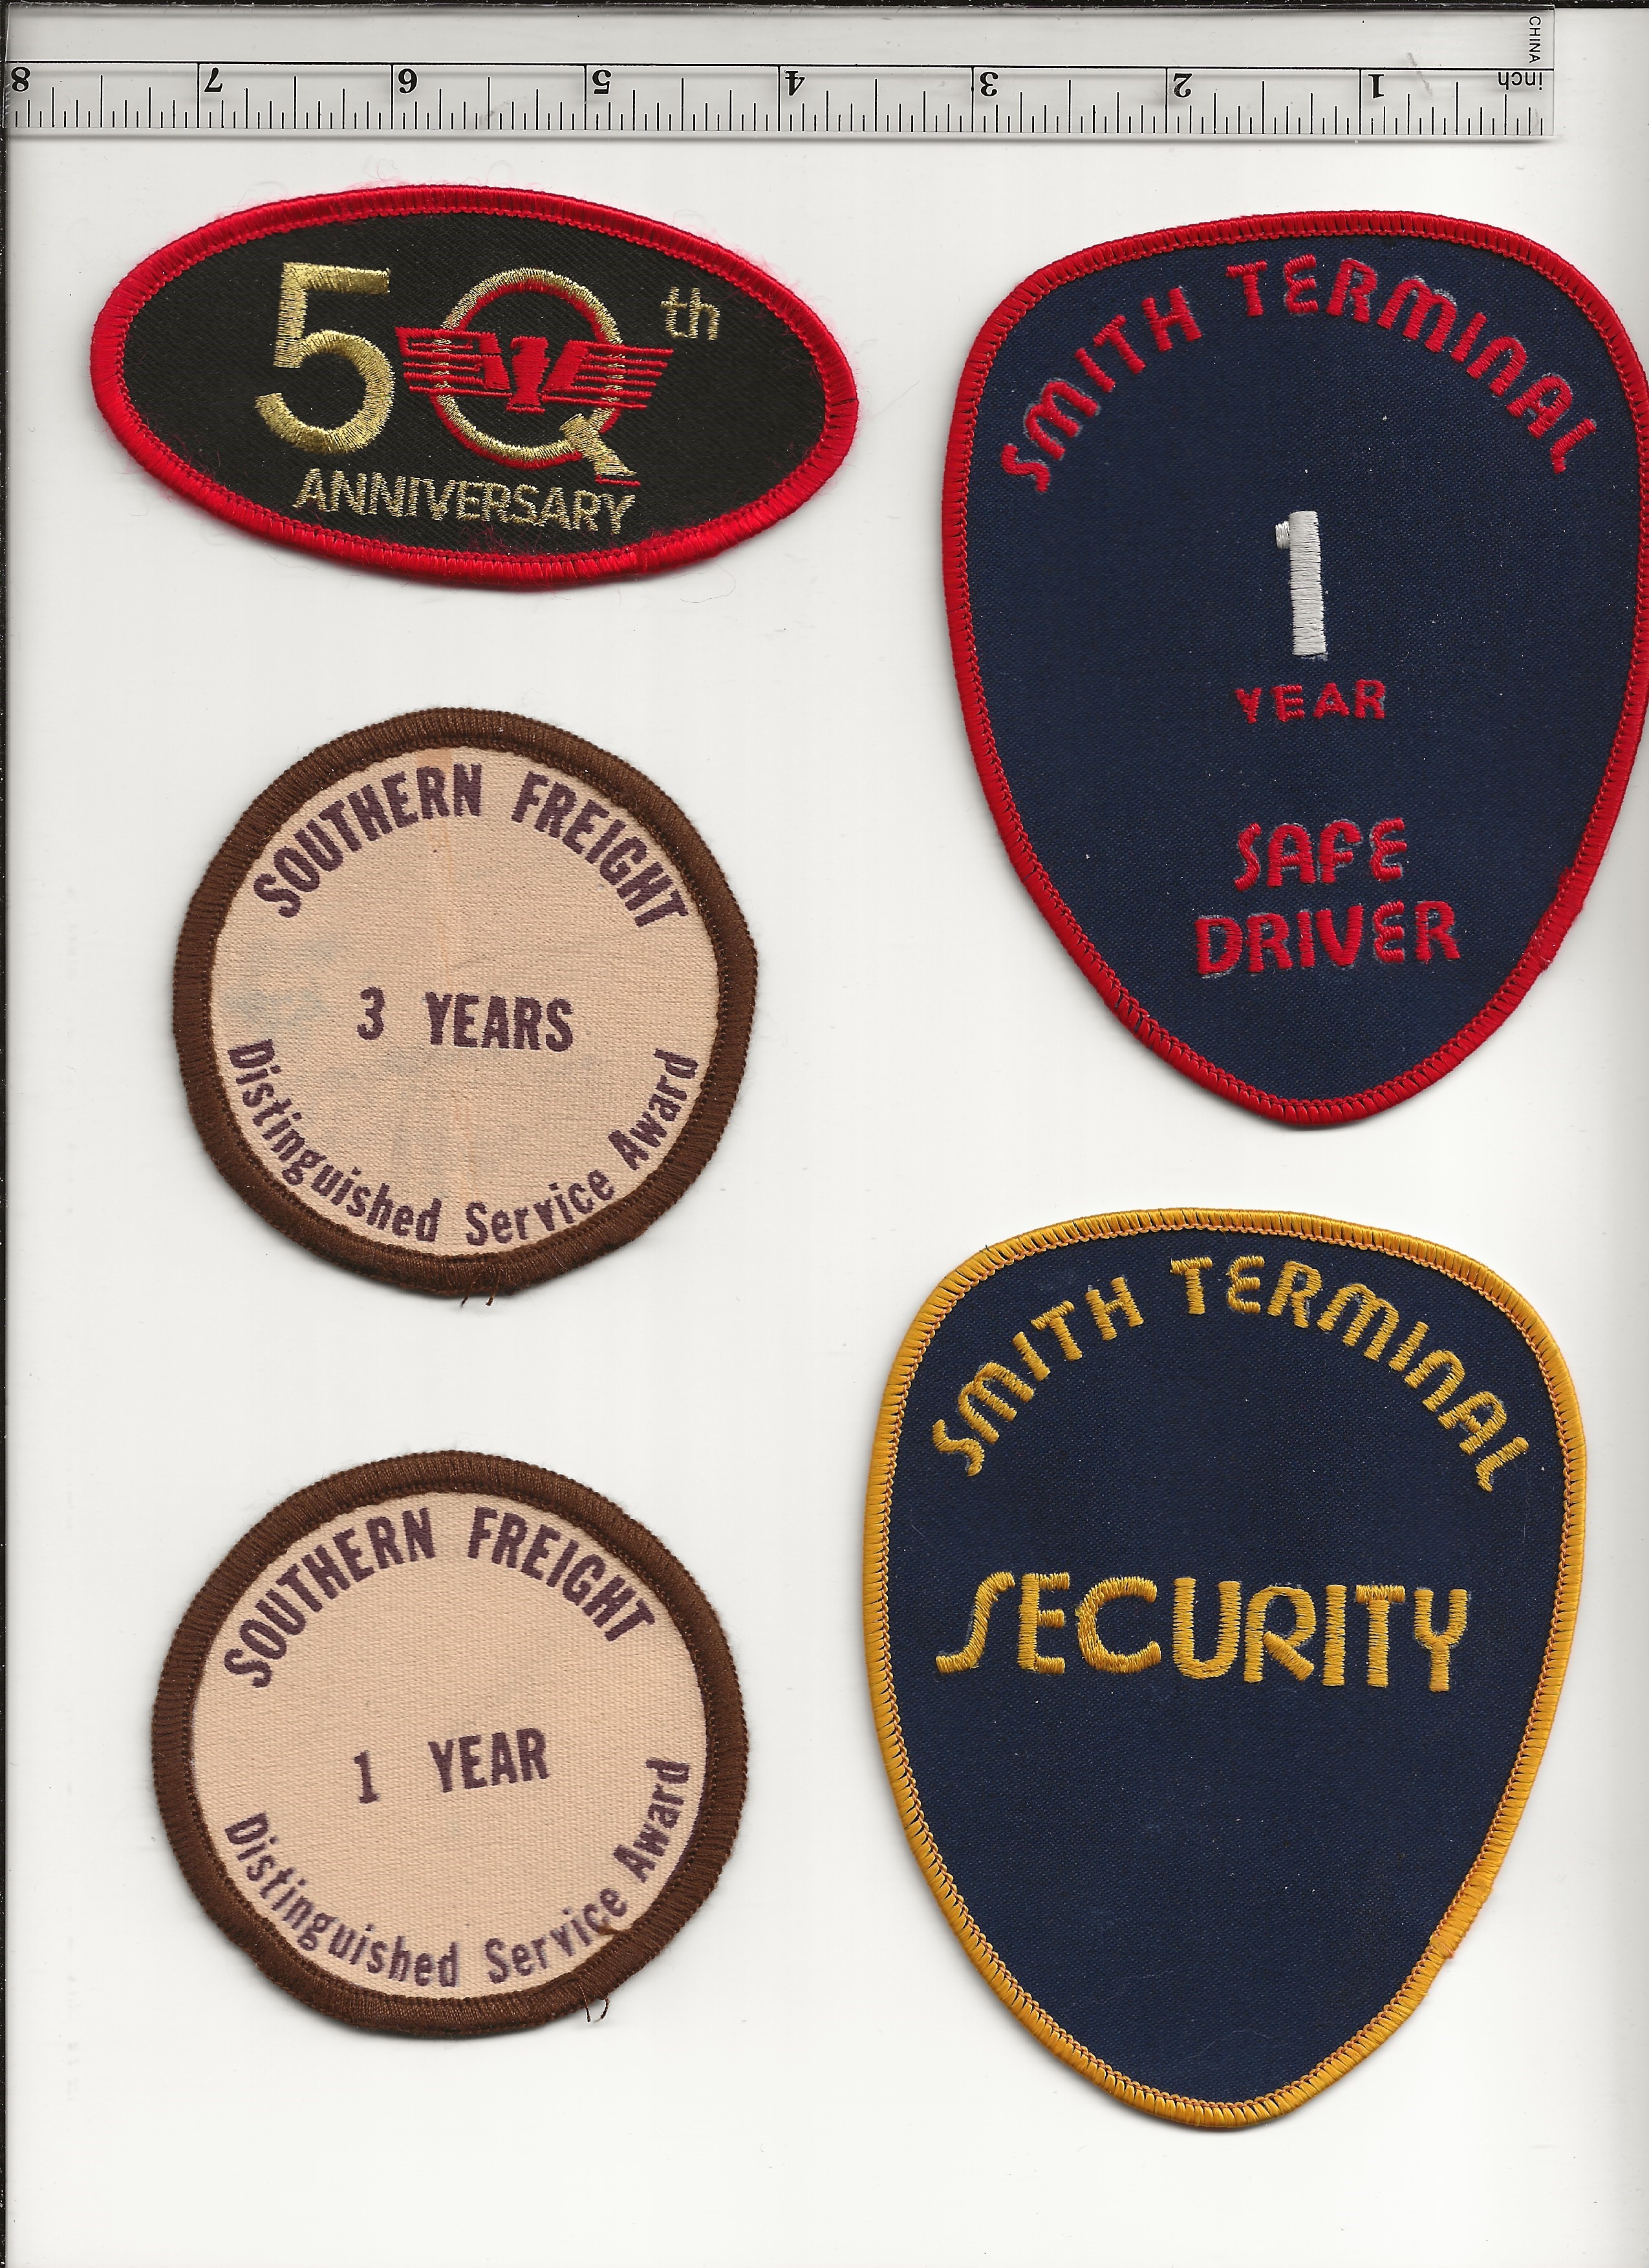 CHINA
8 7 6 5 4 3 2 1 inch
50th
ANNIVERSARY
SMITH TERMINAL
1
YEAR
SAFE
DRIVER
SOUTHERN FREIGHT
3 YEARS
Distinguished Service Award
SMITH TERMINAL
SECURITY
SOUTHERN FREIGHT
1 YEAR
Distinguished Service Award